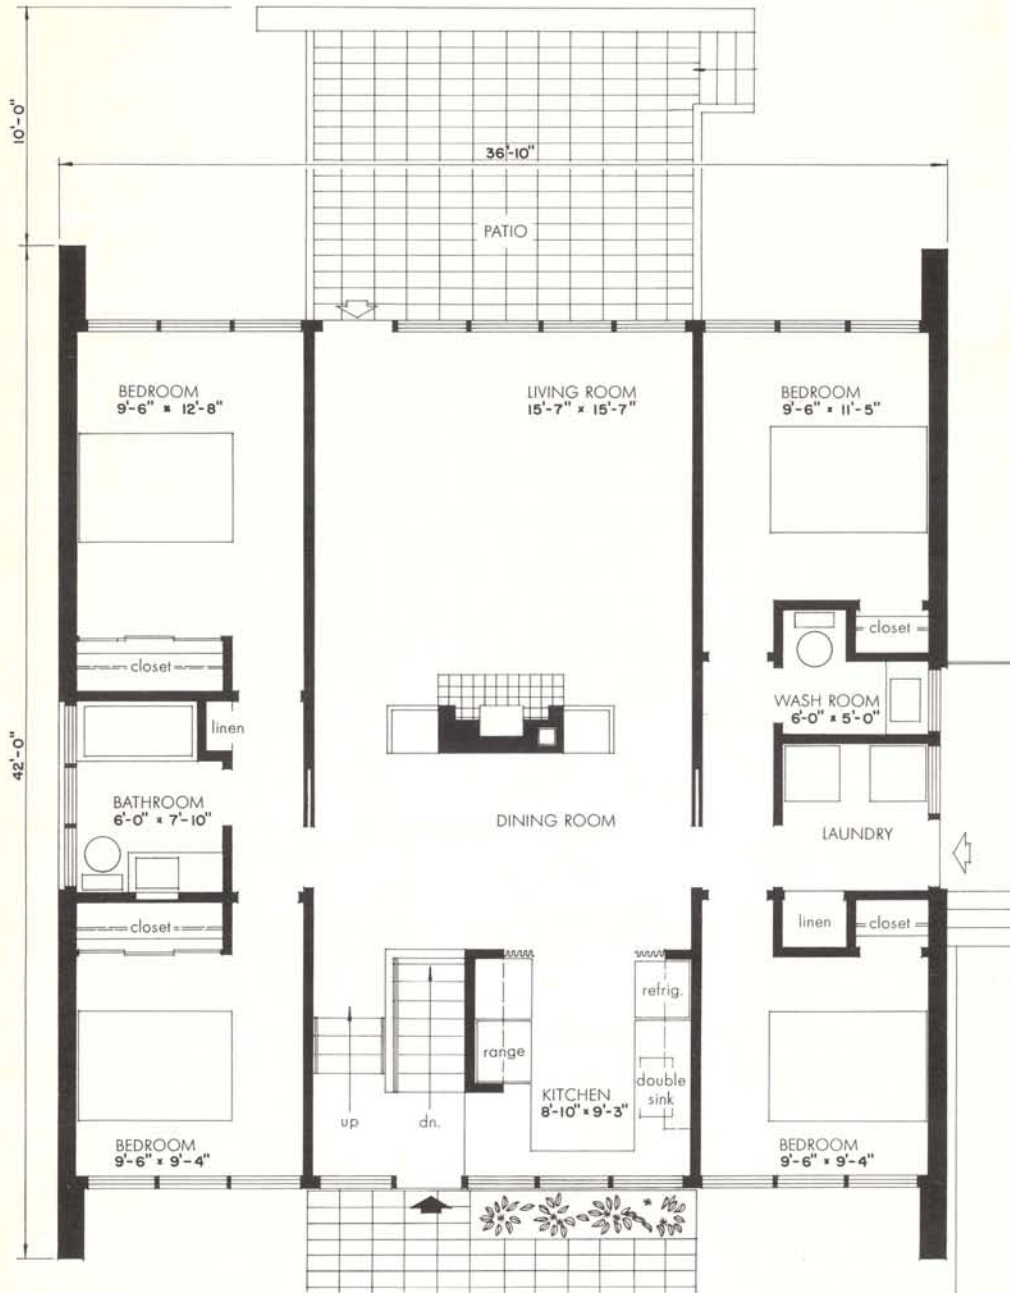 10'-0"
36'-10"
PATIO
BEDROOM
9'-6" x 12'-8"
LIVING ROOM
15'-7" x 15'-7"
BEDROOM
9'-6" x 11'-5"
closet
closet
linen
WASH ROOM
6'-0" x 5'-0"
42'-0"
BATHROOM
6'-0" x 7'-10"
DINING ROOM
LAUNDRY
closet
linen
closet
refrig.
range
double
sink
KITCHEN
8'-10" x 9'-3"
up
dn.
BEDROOM
9'-6" x 9'-4"
BEDROOM
9'-6" x 9'-4"